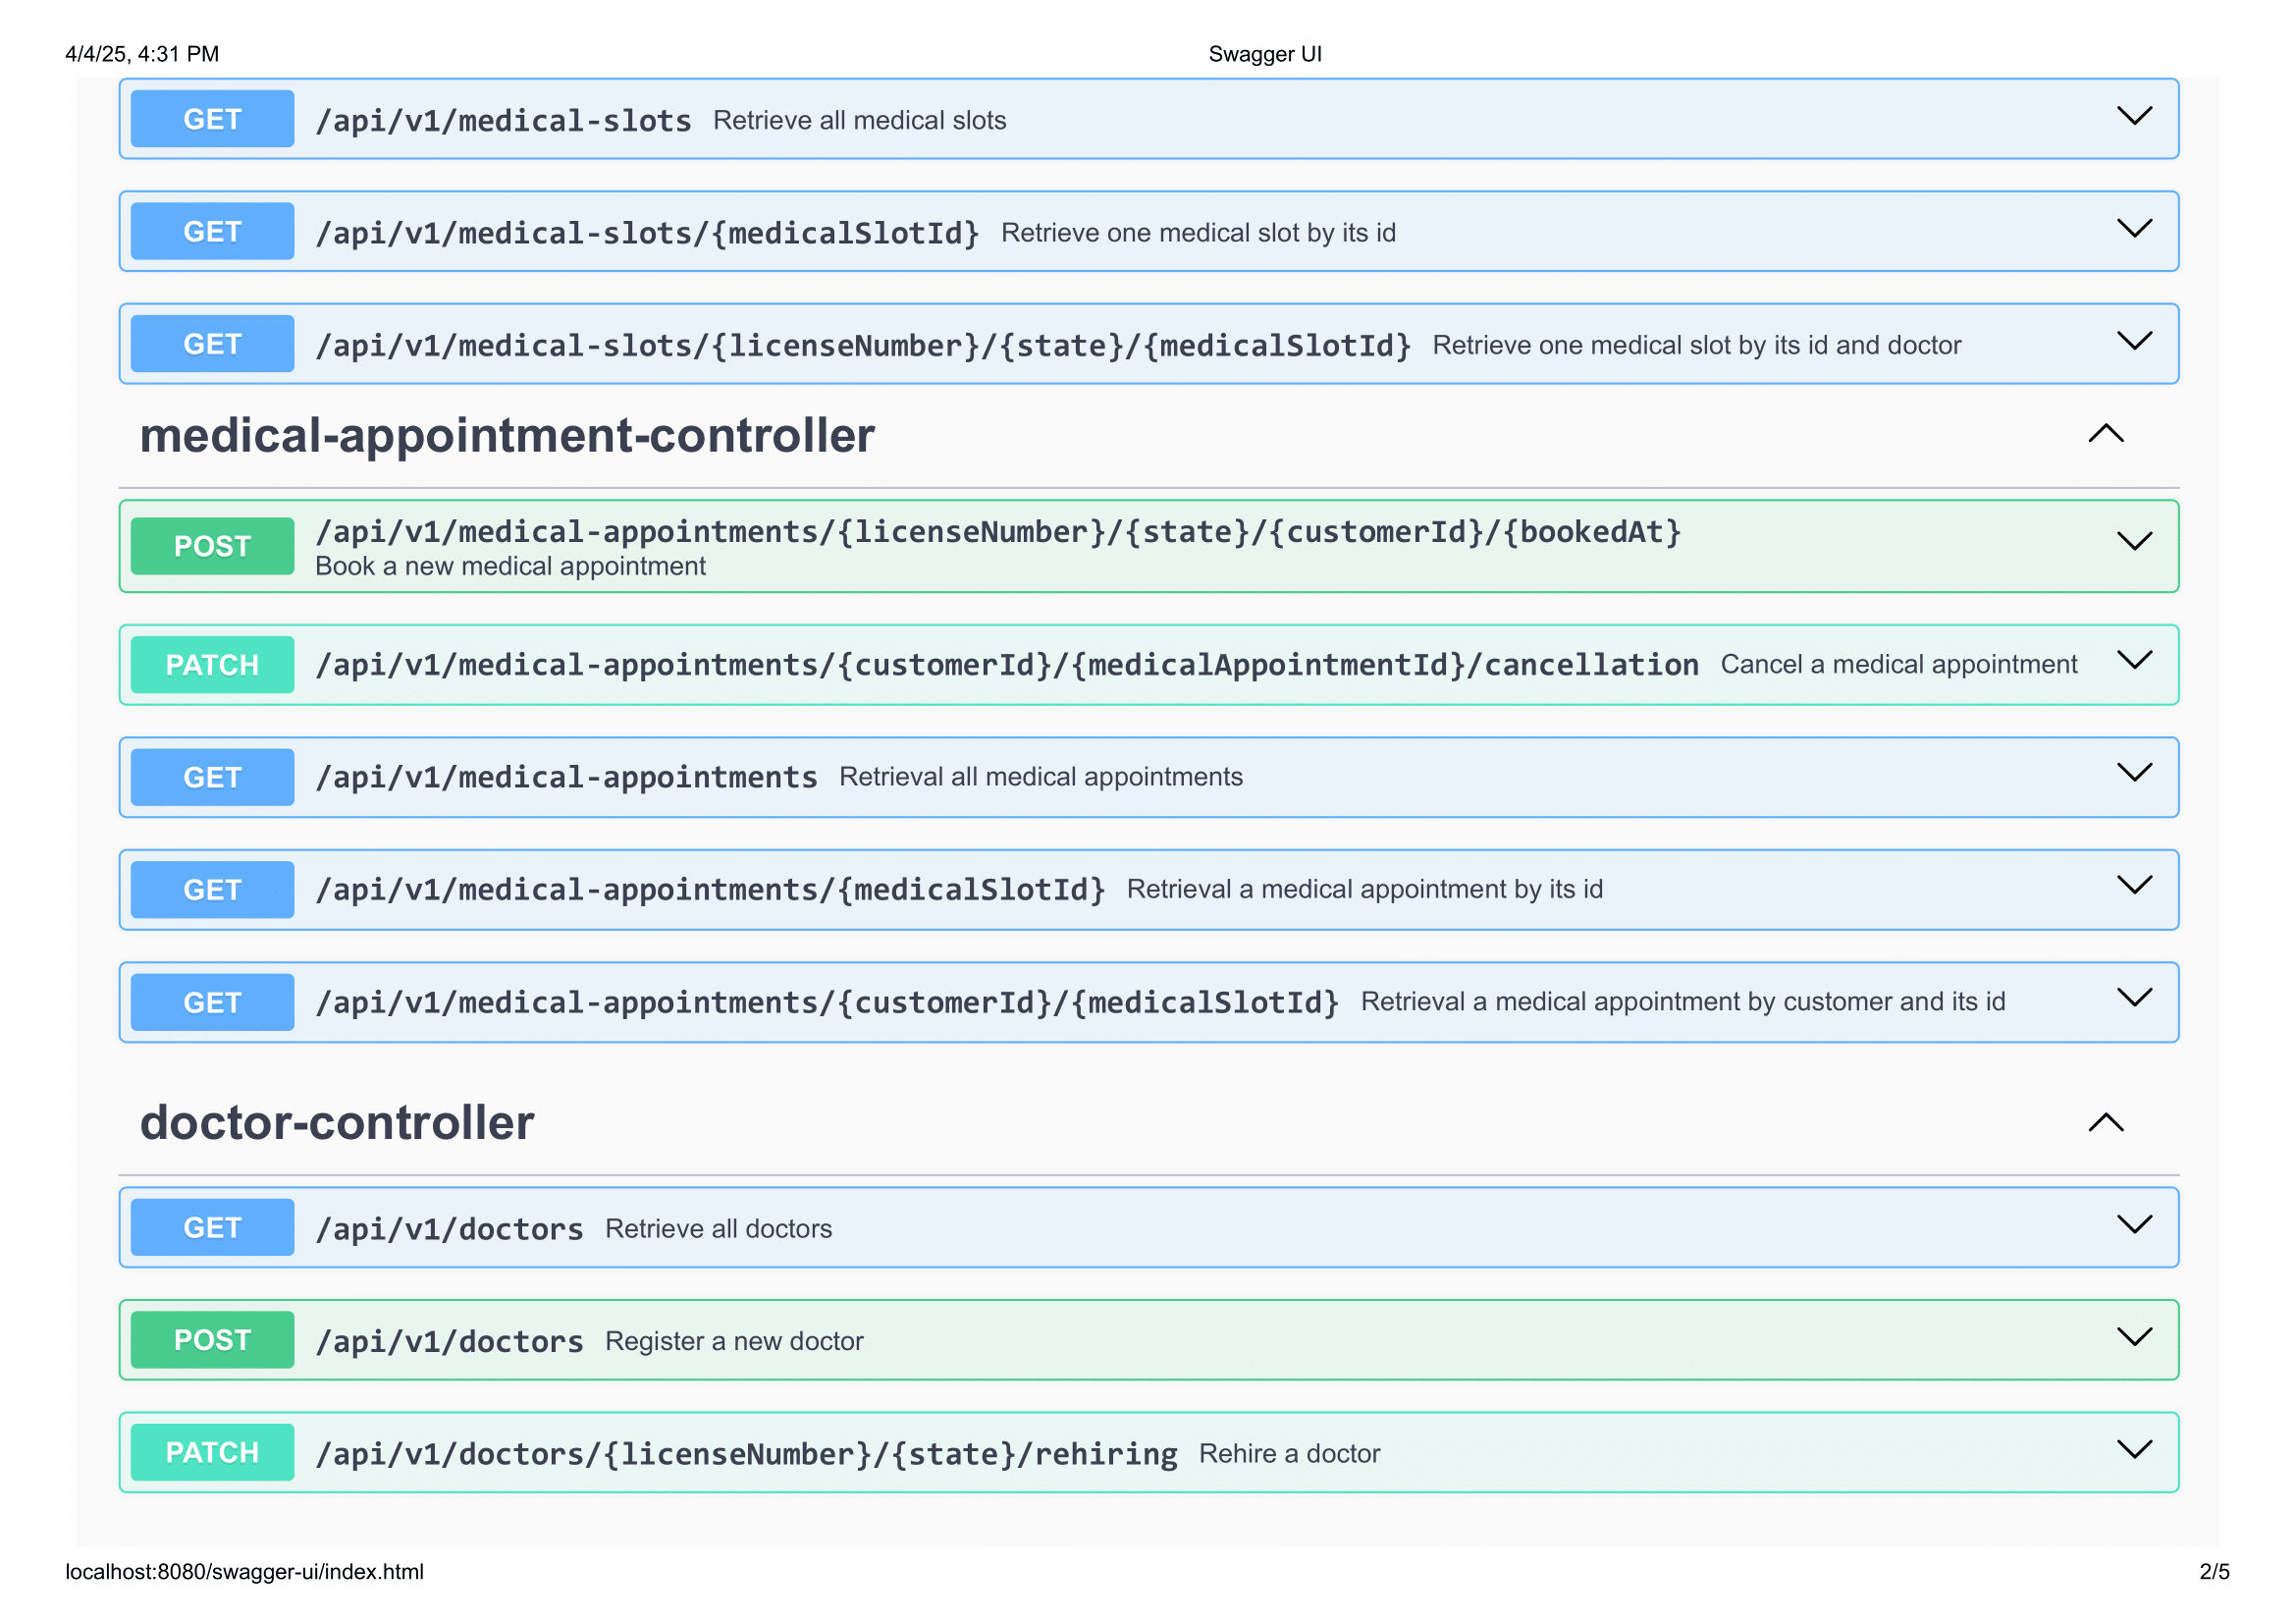 4/4/25, 4:31 PM Swagger UI
GET /api/v1/medical-slots Retrieve all medical slots
GET /api/v1/medical-slots/{medicalSlotId} Retrieve one medical slot by its id
GET /api/v1/medical-slots/{licenseNumber}/{state}/{medicalSlotId} Retrieve one medical slot by its id and doctor
medical-appointment-controller
POST /api/v1/medical-appointments/{licenseNumber}/{state}/{customerId}/{bookedAt}
Book a new medical appointment
PATCH /api/v1/medical-appointments/{customerId}/{medicalAppointmentId}/cancellation Cancel a medical appointment
GET /api/v1/medical-appointments Retrieval all medical appointments
GET /api/v1/medical-appointments/{medicalSlotId} Retrieval a medical appointment by its id
GET /api/v1/medical-appointments/{customerId}/{medicalSlotId} Retrieval a medical appointment by customer and its id
doctor-controller
GET /api/v1/doctors Retrieve all doctors
POST /api/v1/doctors Register a new doctor
PATCH /api/v1/doctors/{licenseNumber}/{state}/rehiring Rehire a doctor
localhost:8080/swagger-ui/index.html 2/5